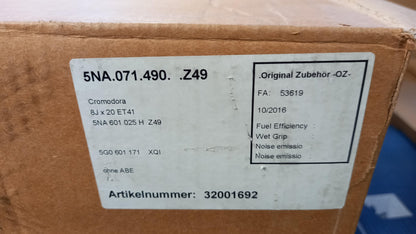 5NA.071.490. .Z49
Cromodora
8J x 20 ET41
5NA 601 025 H Z49
5G0 601 171 XQI
ohne ABE
.Original Zubehör -OZ-
FA: 53619
10/2016
Fuel Efficiency :
Wet Grip :
Noise emissio :
Noise emissio :
Artikelnummer: 32001692